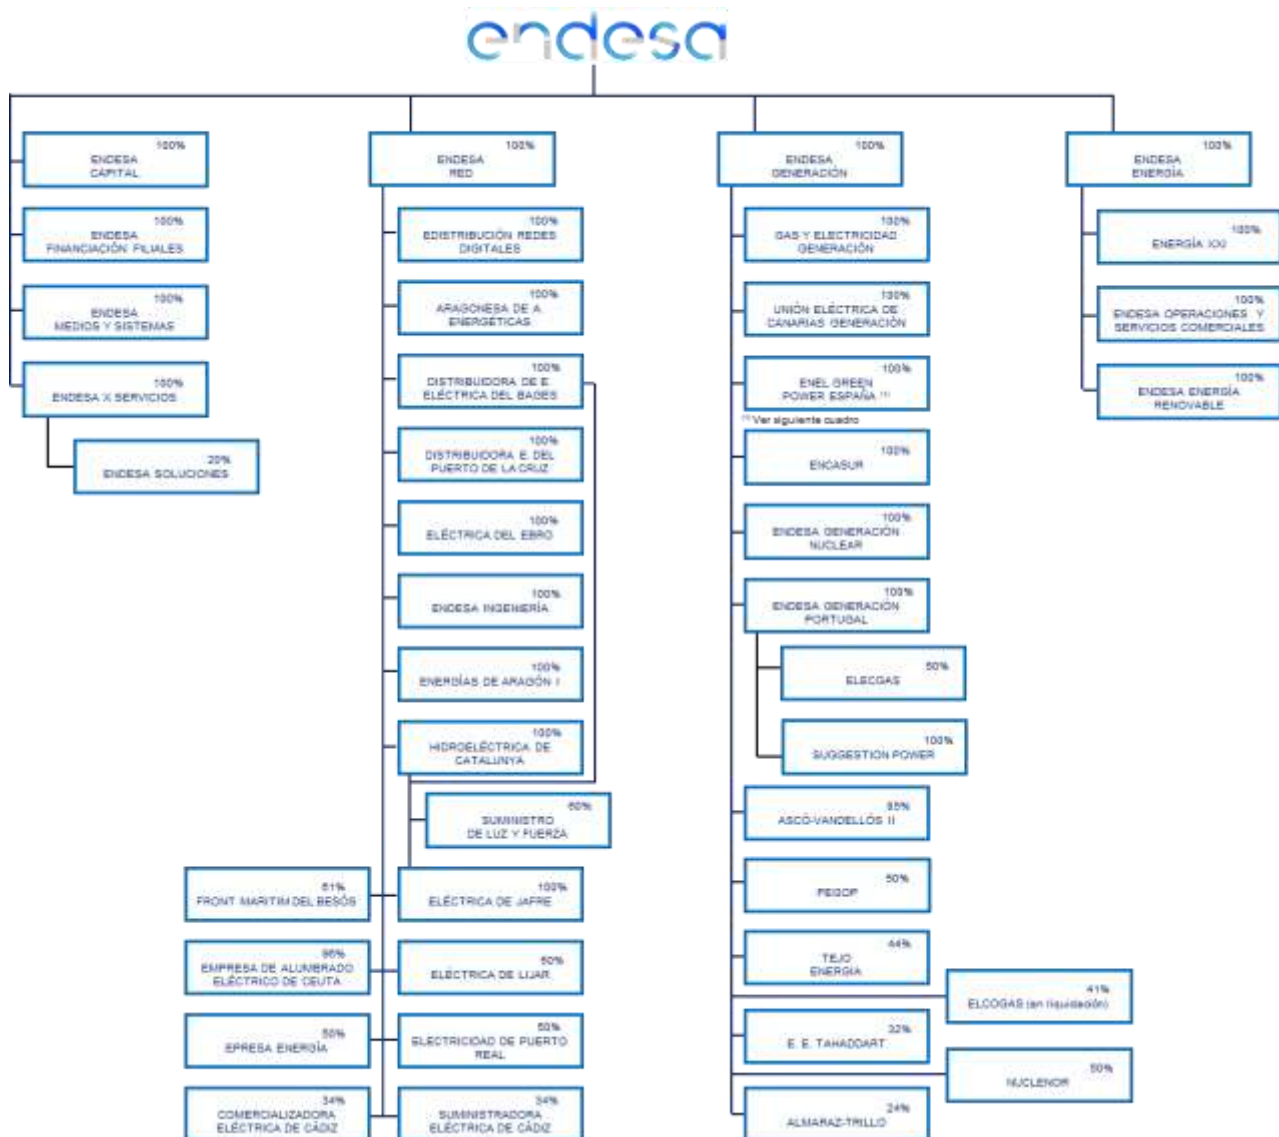 endesa
100%
ENDESA
CAPITAL
100%
ENDESA
FINANCIACIÓN FILIALES
100%
ENDESA
MEDIOS Y SISTEMAS
100%
ENDESA X SERVICIOS
20%
ENDESA SOLUCIONES
100%
ENDESA
RED
100%
EDISTRIBUCIÓN REDES
DIGITALES
100%
ARAGONESA DE A.
ENERGÉTICAS
100%
DISTRIBUIDORA DE E.
ELÉCTRICA DEL BAGES
100%
DISTRIBUIDORA E. DEL
PUERTO DE LA CRUZ
100%
ELÉCTRICA DEL EBRO
100%
ENDESA INGENIERÍA
100%
ENERGÍAS DE ARAGÓN I
100%
HIDROELÉCTRICA DE
CATALUNYA
60%
SUMINISTRO
DE LUZ Y FUERZA
61%
FRONT MARITIM DEL BESÓS
100%
ELÉCTRICA DE JAFRE
96%
EMPRESA DE ALUMBRADO
ELÉCTRICO DE CEUTA
50%
ELÉCTRICA DE LIJAR
50%
EPRESA ENERGÍA
50%
ELECTRICIDAD DE PUERTO
REAL
34%
COMERCIALIZADORA
ELÉCTRICA DE CÁDIZ
34%
SUMINISTRADORA
ELÉCTRICA DE CÁDIZ
100%
ENDESA
GENERACIÓN
100%
GAS Y ELECTRICIDAD
GENERACIÓN
100%
UNIÓN ELÉCTRICA DE
CANARIAS GENERACIÓN
100%
ENEL GREEN
POWER ESPAÑA (1)
(1) Ver siguiente cuadro
100%
ENCASUR
100%
ENDESA GENERACIÓN
NUCLEAR
100%
ENDESA GENERACIÓN
PORTUGAL
50%
ELECGAS
100%
SUGGESTION POWER
85%
ASCÓ-VANDELLÓS II
50%
PEGOP
44%
TEJO
ENERGÍA
41%
ELCOGAS (en liquidación)
32%
E. E. TAHADDART
50%
NUCLENOR
24%
ALMARAZ-TRILLO
100%
ENDESA
ENERGÍA
100%
ENERGÍA XXI
100%
ENDESA OPERACIONES Y
SERVICIOS COMERCIALES
100%
ENDESA ENERGÍA
RENOVABLE